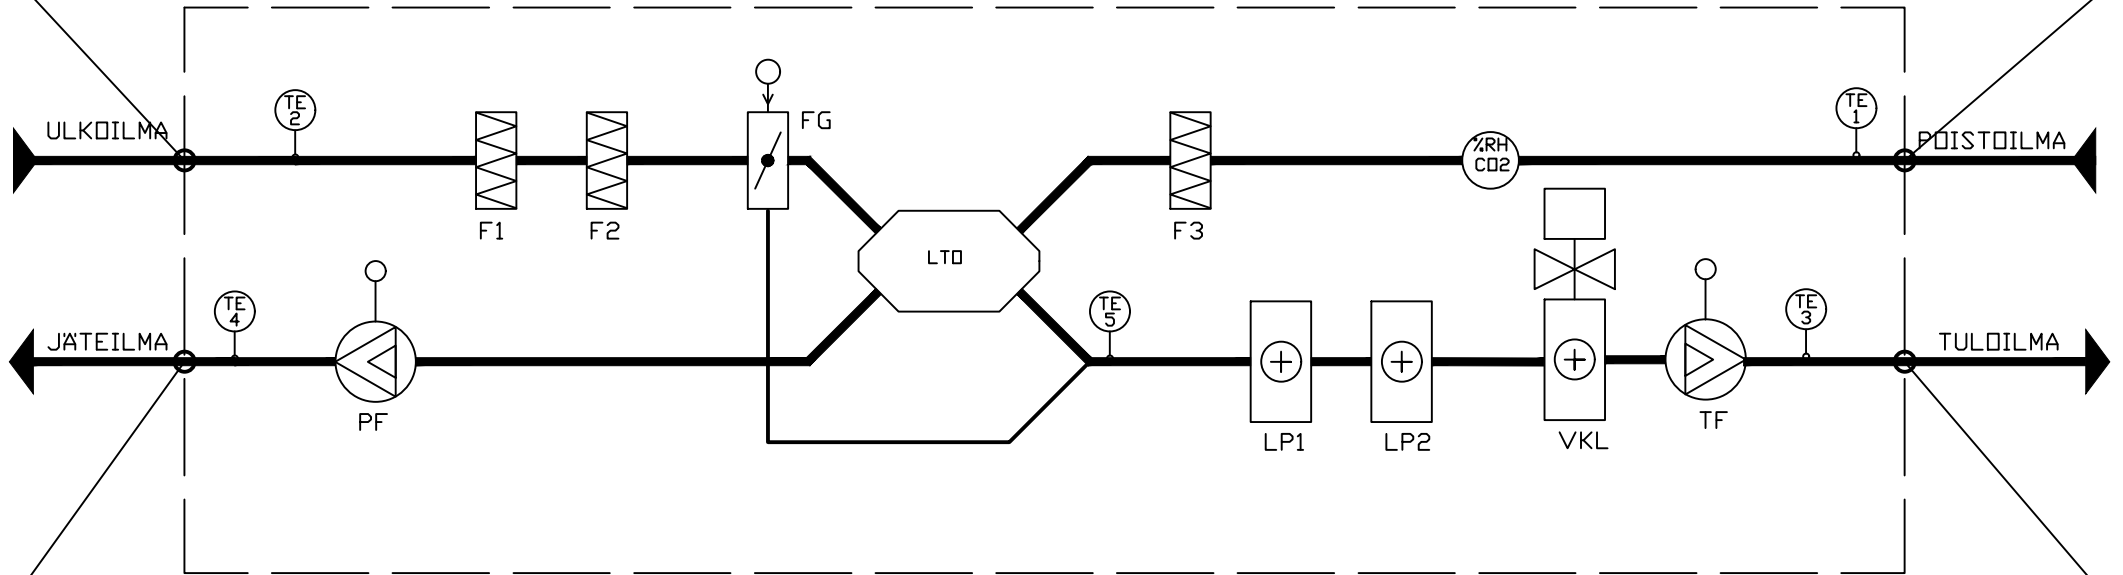 TE
2
TE
1
FG
ULKOILMA
POISTOILMA
%RH
CO2
F1
F2
F3
LTO
TE
4
TE
5
TE
3
JÄTEILMA
TULOILMA
PF
TF
LP1
LP2
VKL